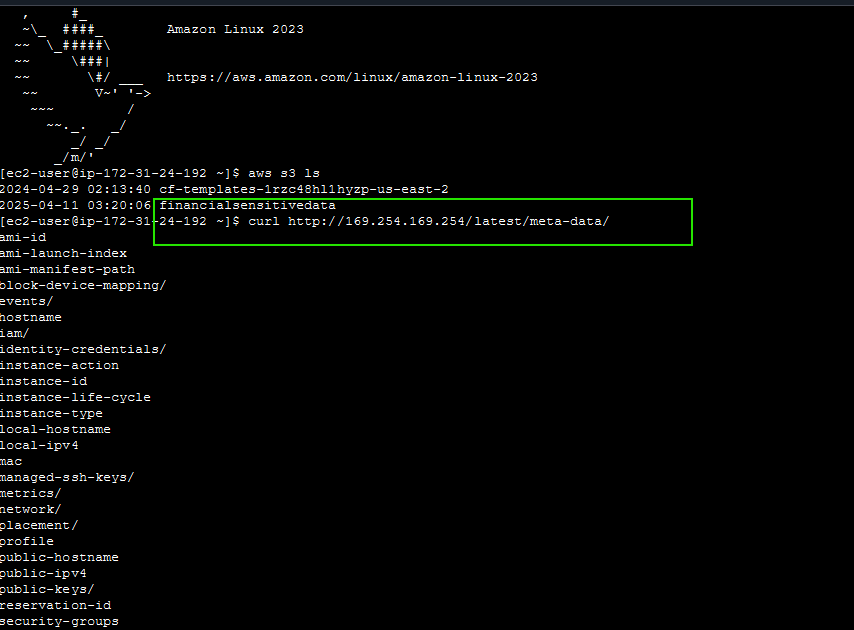 ,     #_
   ~\_  ####_        Amazon Linux 2023
  ~~  \_#####\
  ~~     \###|
  ~~       \#/ ___   https://aws.amazon.com/linux/amazon-linux-2023
   ~~       V~' '->
    ~~~         /
      ~~._.   _/
         _/ _/
       _/m/'
[ec2-user@ip-172-31-24-192 ~]$ aws s3 ls
2024-04-29 02:13:40 cf-templates-1rzc48hl1hyzp-us-east-2
2025-04-11 03:20:06 financialsensitivedata
[ec2-user@ip-172-31-24-192 ~]$ curl http://169.254.169.254/latest/meta-data/
ami-id
ami-launch-index
ami-manifest-path
block-device-mapping/
events/
hostname
iam/
identity-credentials/
instance-action
instance-id
instance-life-cycle
instance-type
local-hostname
local-ipv4
mac
managed-ssh-keys/
metrics/
network/
placement/
profile
public-hostname
public-ipv4
public-keys/
reservation-id
security-groups